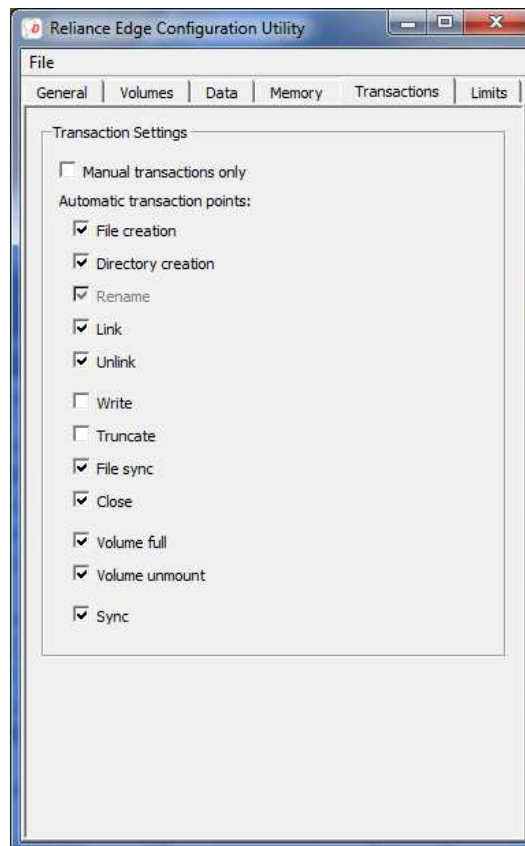 Reliance Edge Configuration Utility
File
General Volumes Data Memory Transactions Limits
Transaction Settings
Manual transactions only
Automatic transaction points:
File creation
Directory creation
Rename
Link
Unlink
Write
Truncate
File sync
Close
Volume full
Volume unmount
Sync